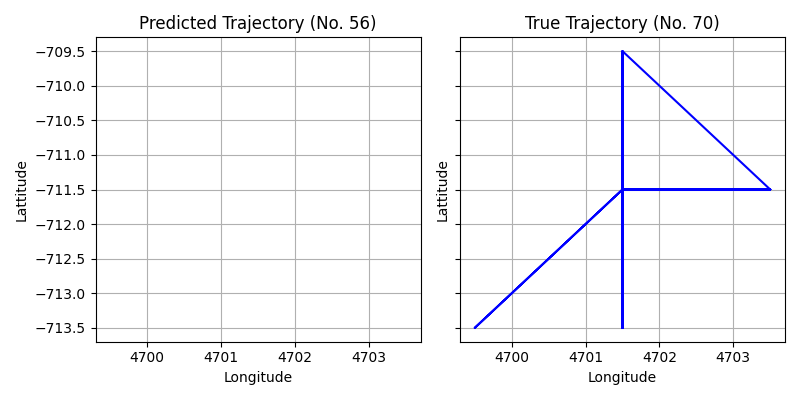 Predicted Trajectory (No. 56)
True Trajectory (No. 70)
Lattitude
−709.5
−710.0
−710.5
−711.0
−711.5
−712.0
−712.5
−713.0
−713.5
4700 4701 4702 4703
Longitude
Lattitude
4700 4701 4702 4703
Longitude